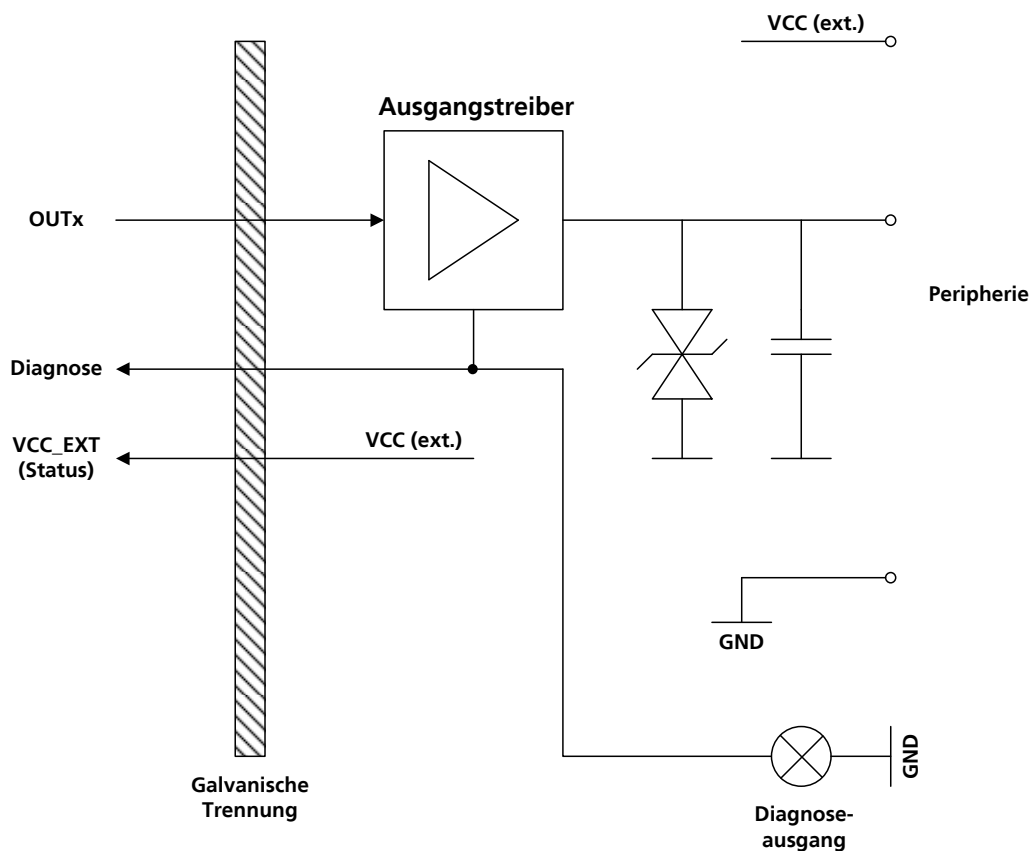 VCC (ext.)
Ausgangstreiber
OUTx
Peripherie
Diagnose
VCC_EXT
(Status)
VCC (ext.)
GND
GND
Galvanische
Trennung
Diagnose-
ausgang